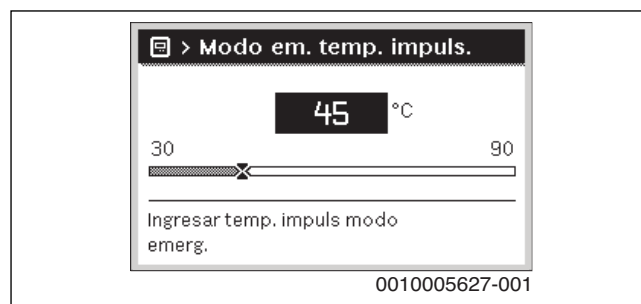 > Modo em. temp. impuls.
45 °C
30 90
Ingresar temp. impuls modo
emerg.
0010005627-001